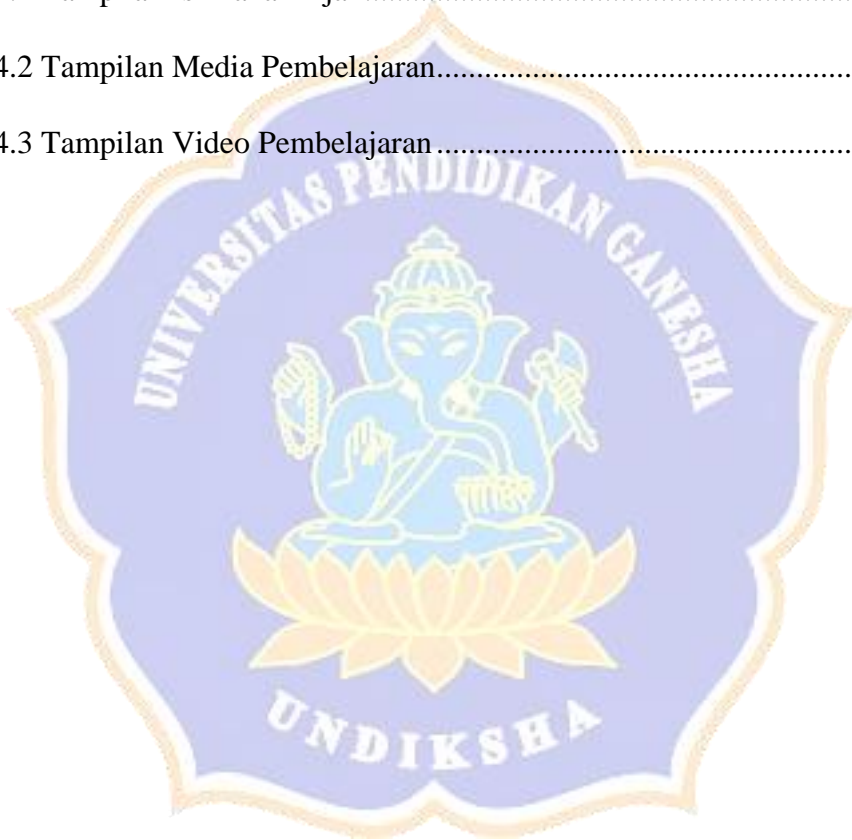 4.2 Tampilan Media Pembelajaran
4.3 Tampilan Video Pembelajaran
UNIVERSITAS PENDIDIKAN GANESHA
UNDIKSHA